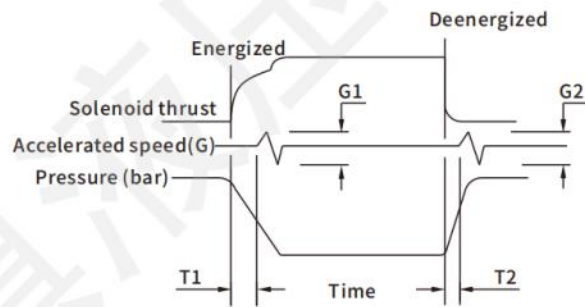 Deenergized
Energized
G1
G2
Solenoid thrust
Accelerated speed(G)
Pressure (bar)
T1
Time
T2